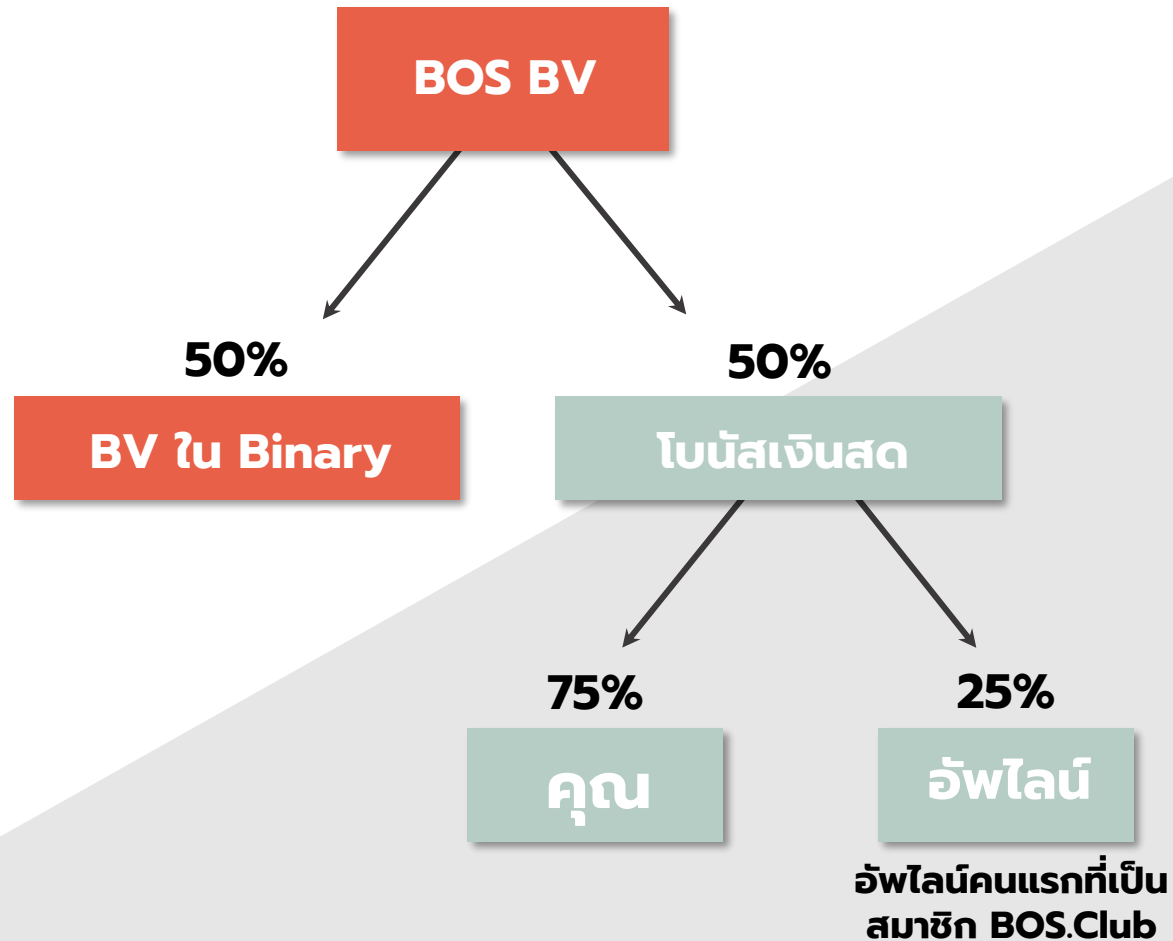 BOS BV
50%
50%
BV ใน Binary
โบนัสเงินสด
75%
25%
คุณ
อัพไลน์
อัพไลน์คนแรกที่เป็น
สมาชิก BOS.Club